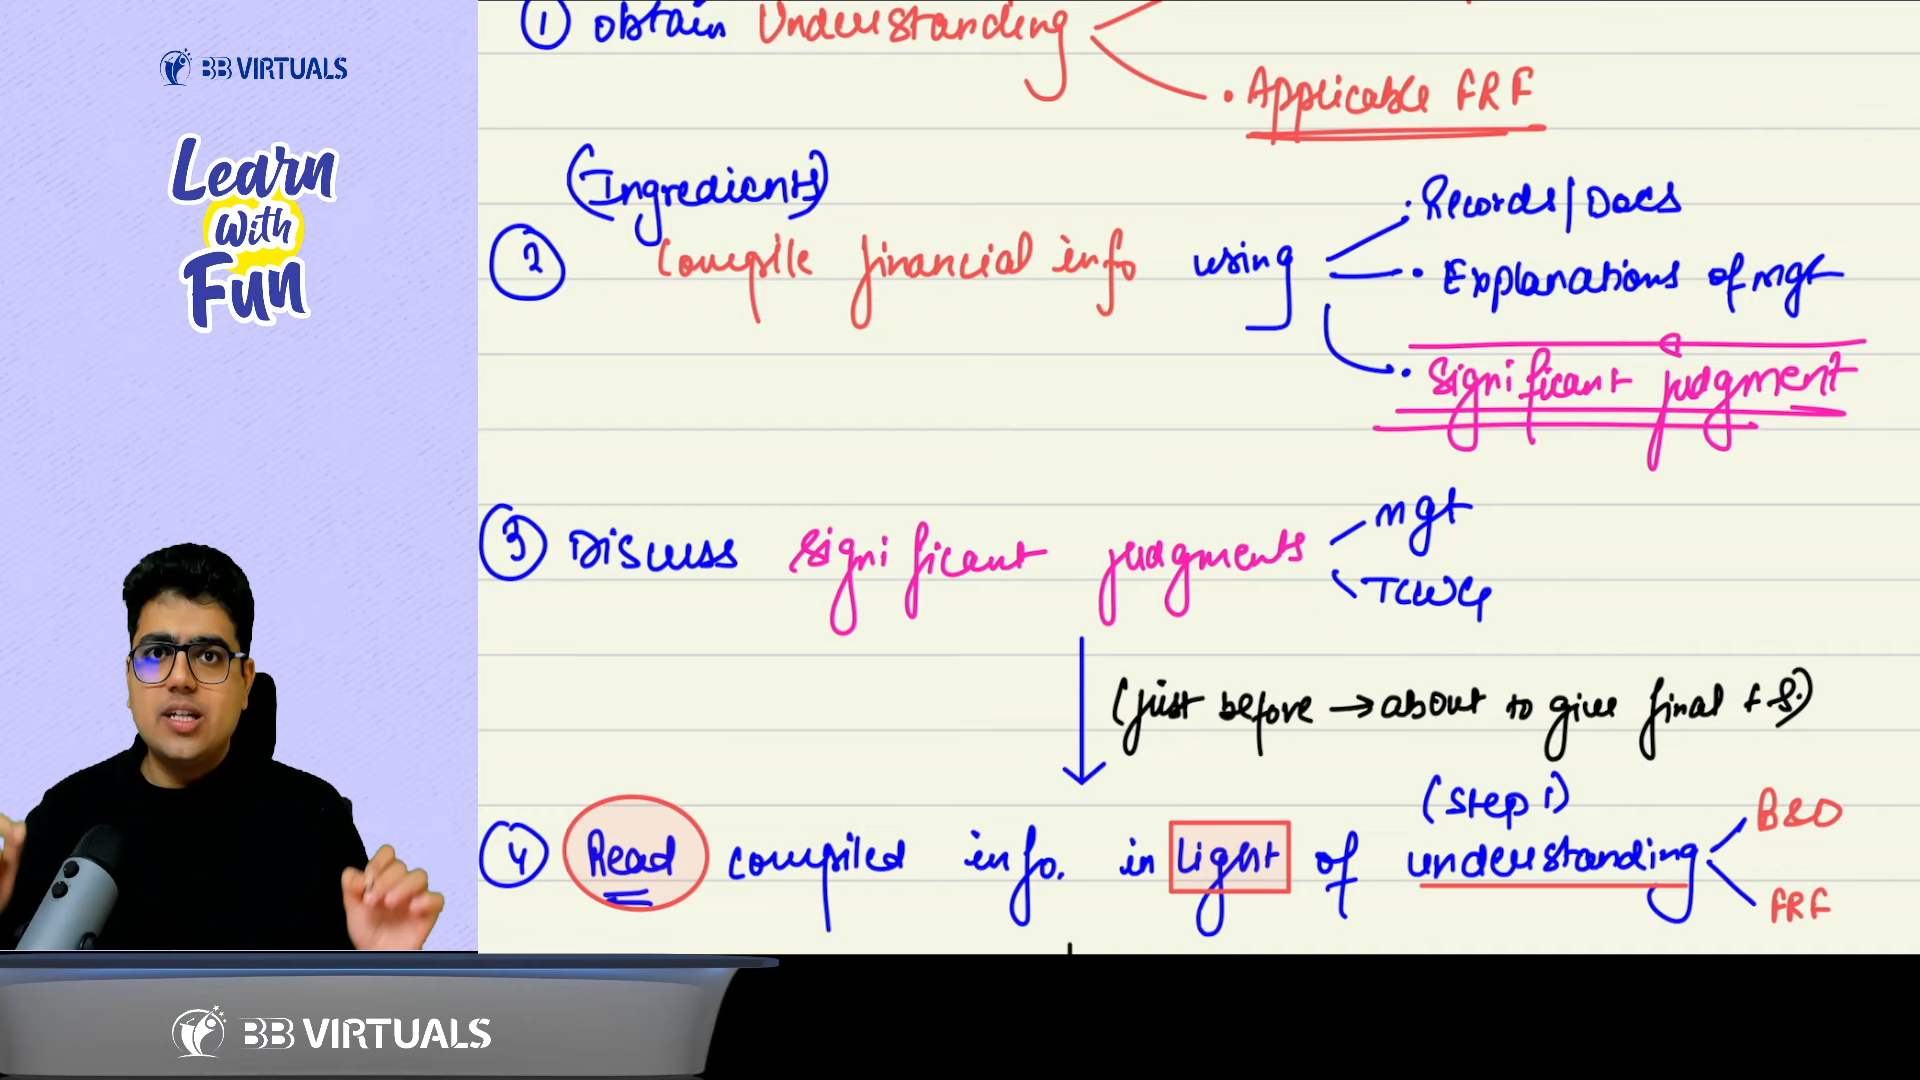 BB VIRTUALS
Learn
With
Fun
① obtain Understanding
• Applicable FRF
(Ingredients)
② Compile financial info using
• Records/Docs
• Explanations of mgt
• Significant judgment
③ Discuss significant judgments
mgt
TCWG
(just before → about to give final F.S.)
(Step 1)
④ Read compiled info. in light of understanding
B&O
FRF
BB VIRTUALS